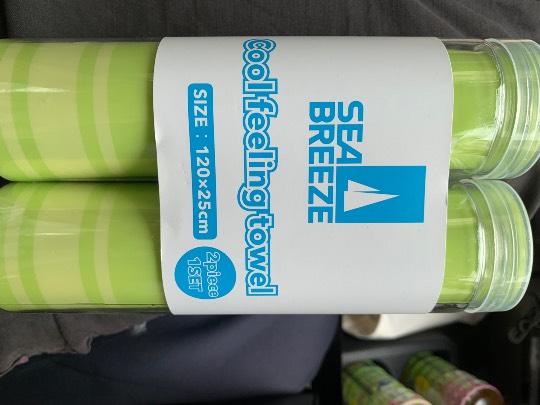 SEA
BREEZE
Cool feeling towel
SIZE : 120×25cm
2piece
1SET